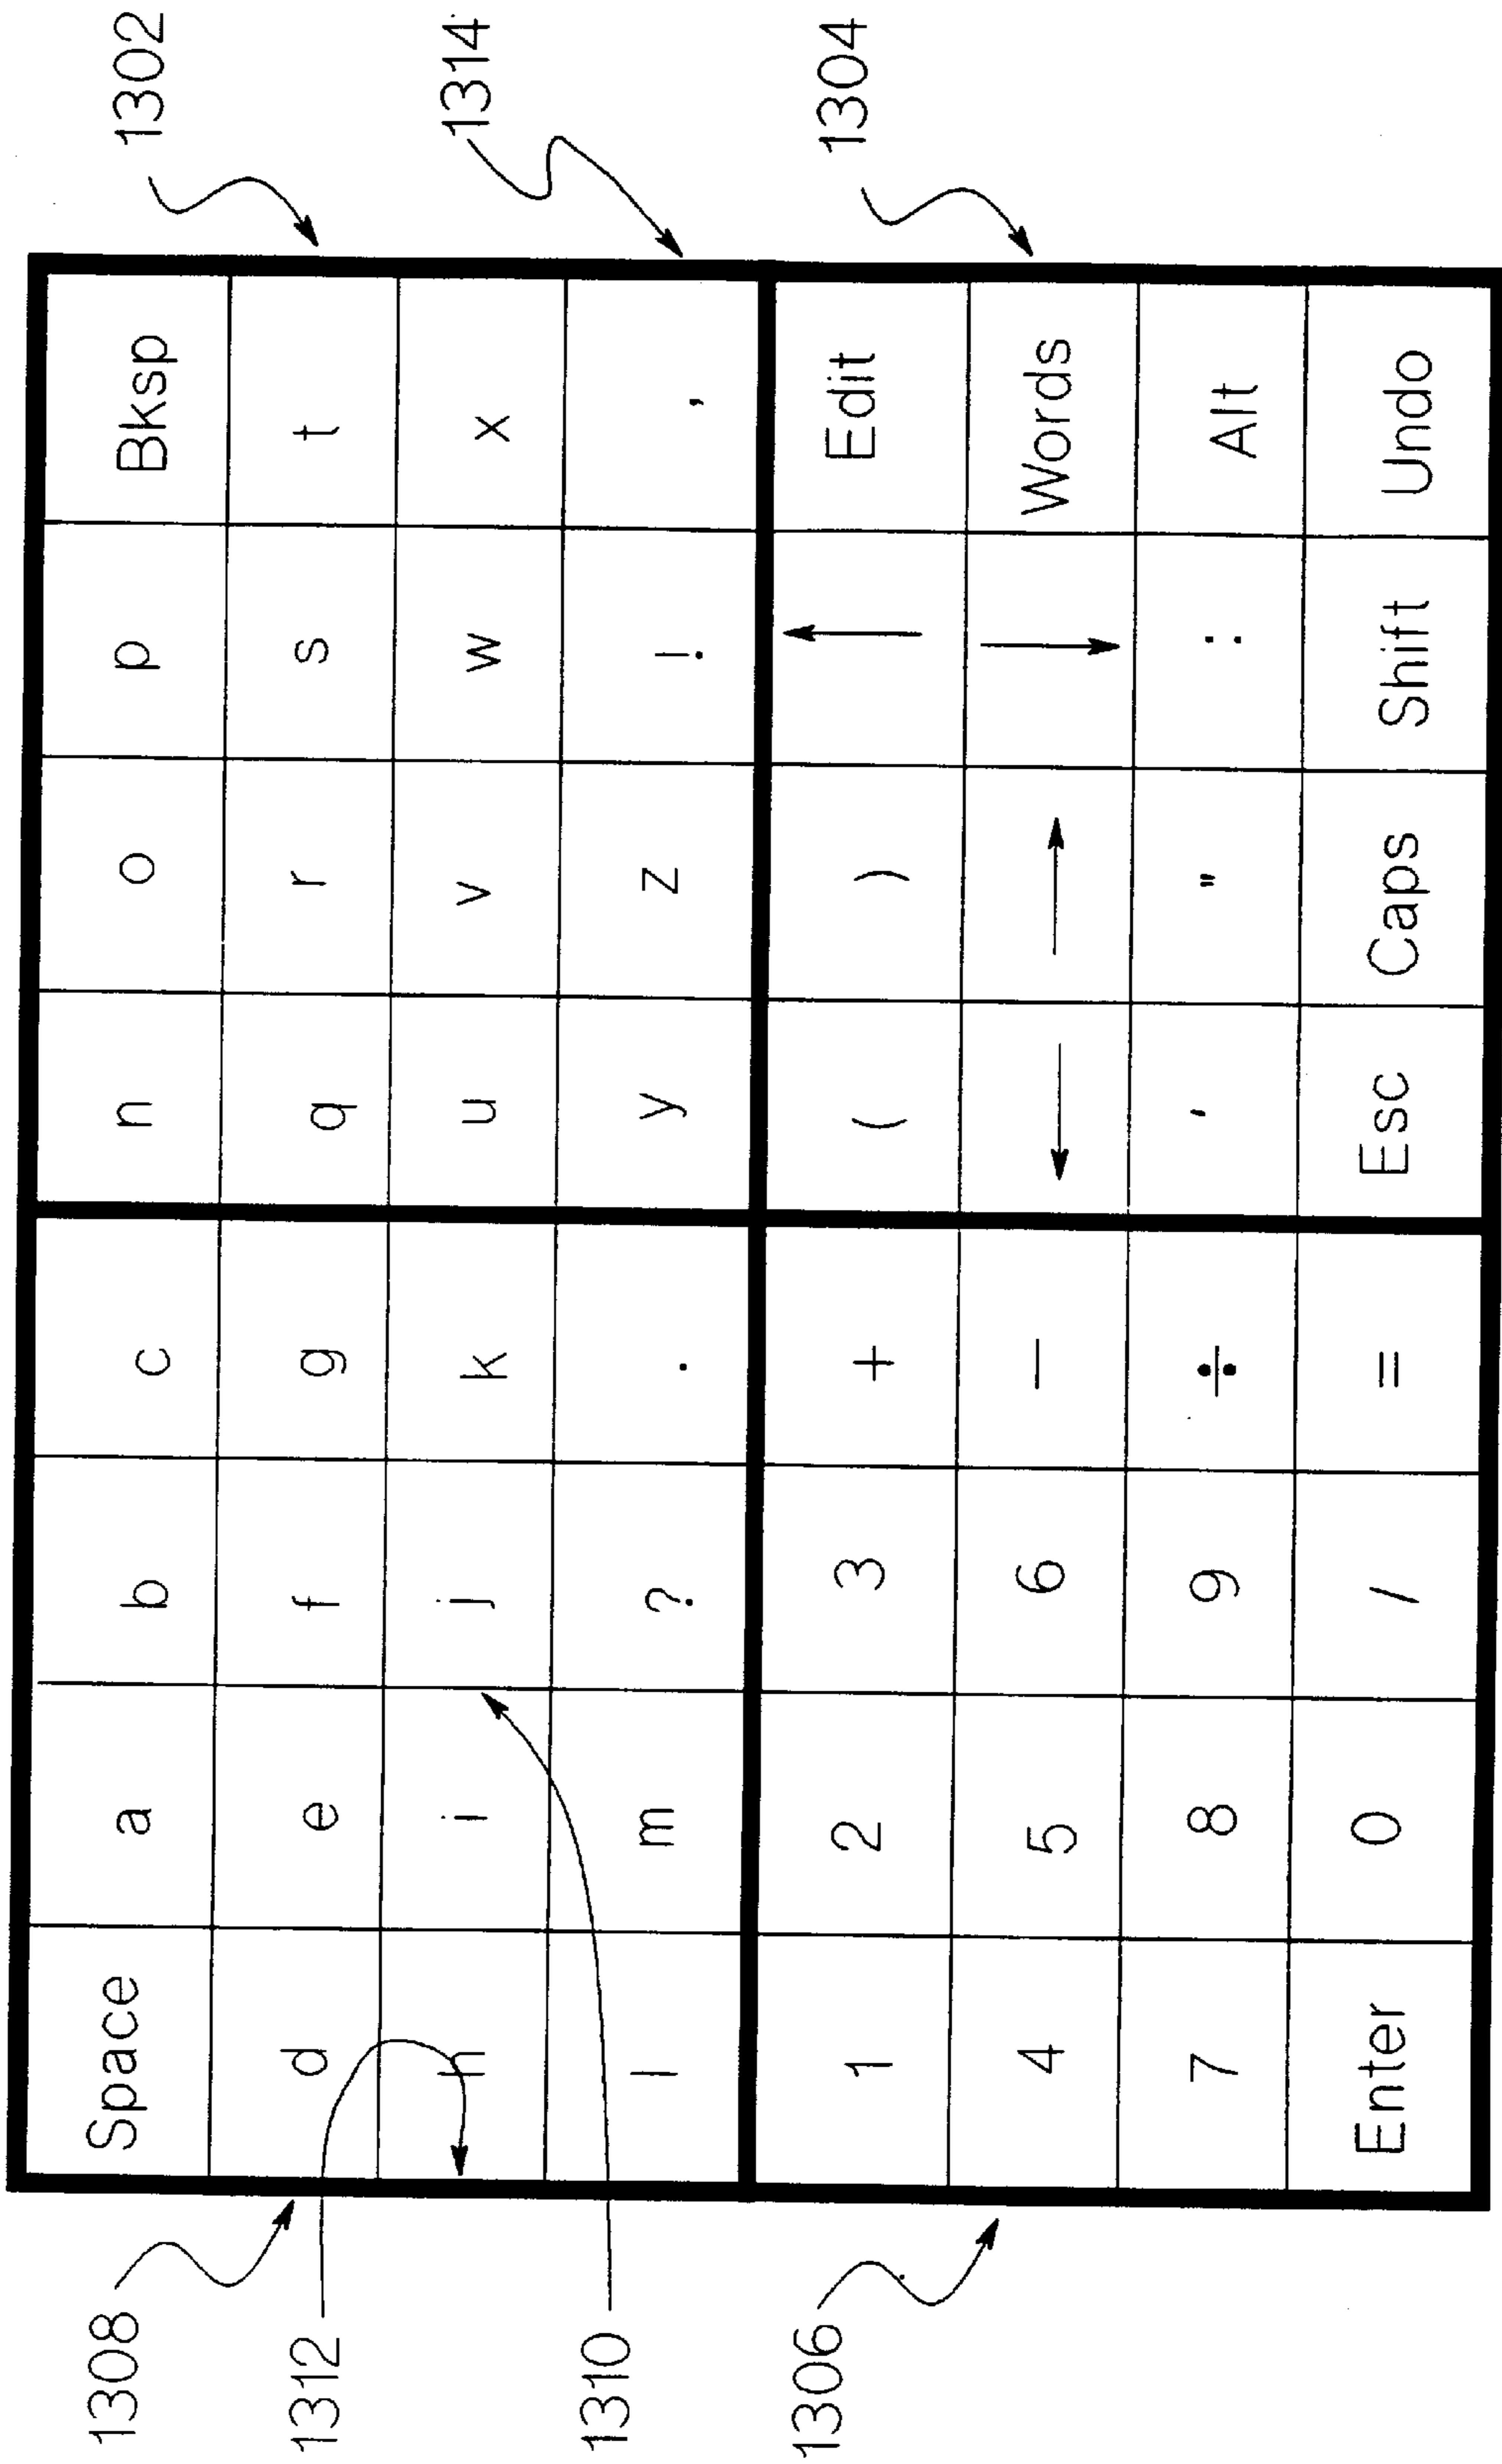 1308 Space a b c n o p Bksp 1302
1312 d e f g q r s t
h i j k u v w x 1314
1310 l m ? . y z ! ,
1306 1 2 3 + ( ) ↑ Edit 1304
4 5 6 − ← → ↓ Words
7 8 9 ÷ ' " : Alt
Enter 0 / = Esc Caps Shift Undo